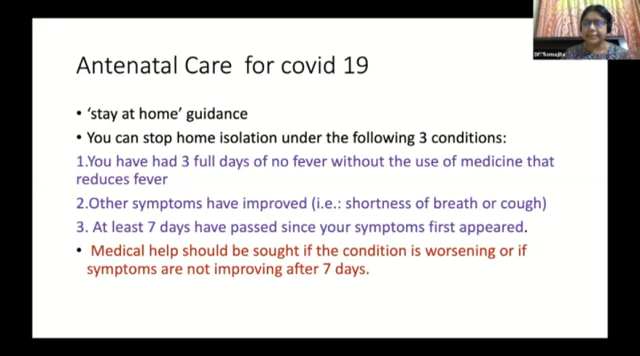 Antenatal Care for covid 19
• 'stay at home' guidance
• You can stop home isolation under the following 3 conditions:
1.You have had 3 full days of no fever without the use of medicine that
reduces fever
2.Other symptoms have improved (i.e.: shortness of breath or cough)
3. At least 7 days have passed since your symptoms first appeared.
• Medical help should be sought if the condition is worsening or if
symptoms are not improving after 7 days.